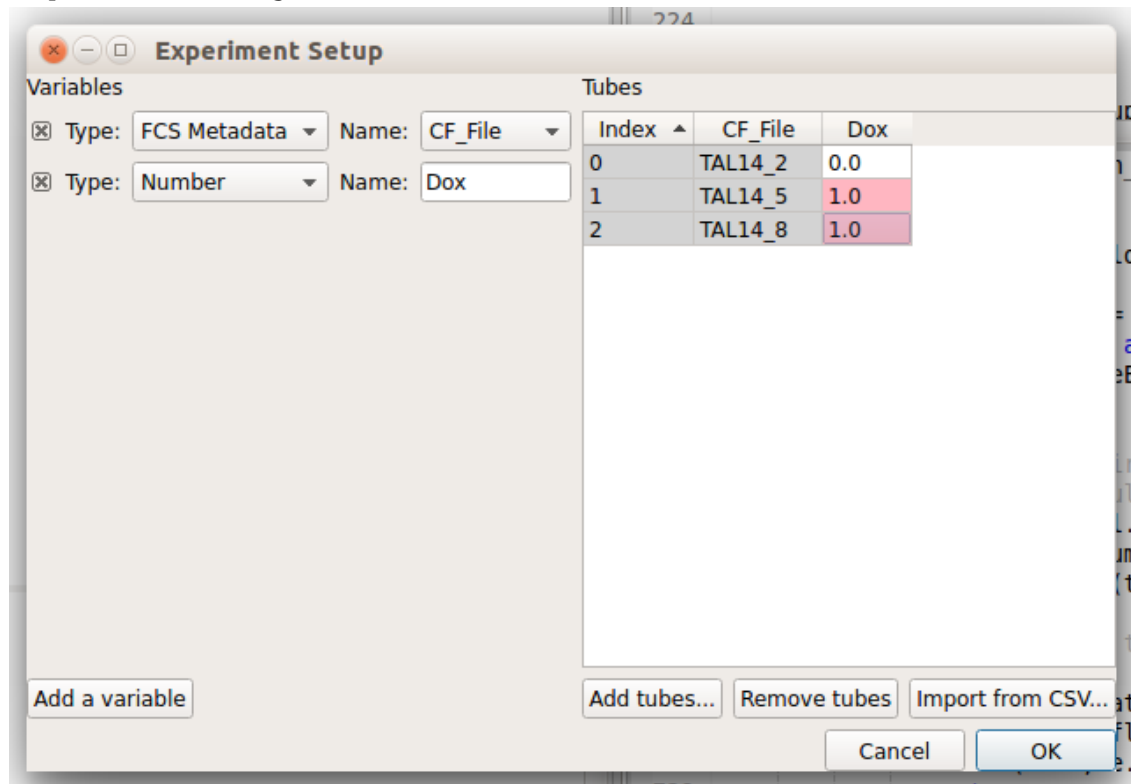 224
Experiment Setup
Variables
Type: FCS Metadata Name: CF_File
Type: Number Name: Dox
Add a variable
Tubes
Index CF_File Dox
0 TAL14_2 0.0
1 TAL14_5 1.0
2 TAL14_8 1.0
Add tubes... Remove tubes Import from CSV...
Cancel OK